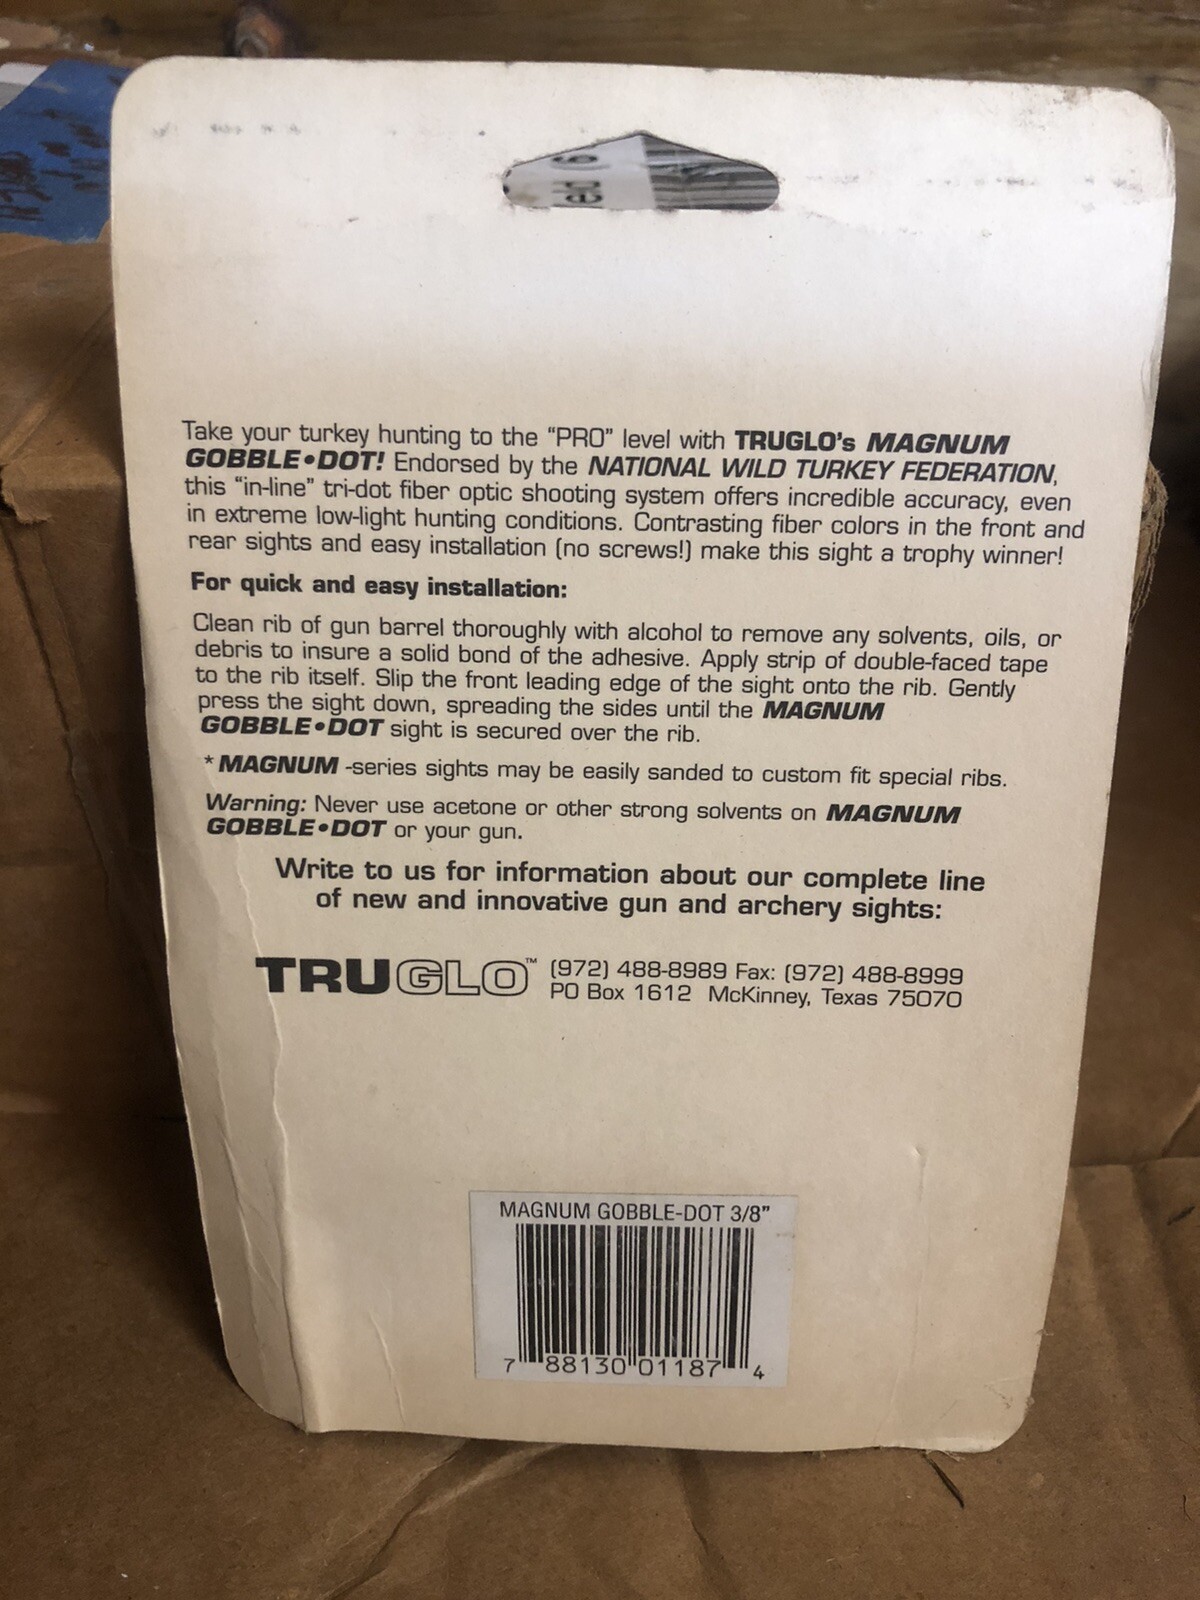 Take your turkey hunting to the “PRO” level with TRUGLO's MAGNUM
GOBBLE•DOT! Endorsed by the NATIONAL WILD TURKEY FEDERATION,
this “in-line” tri-dot fiber optic shooting system offers incredible accuracy, even
in extreme low-light hunting conditions. Contrasting fiber colors in the front and
rear sights and easy installation (no screws!) make this sight a trophy winner!
For quick and easy installation:
Clean rib of gun barrel thoroughly with alcohol to remove any solvents, oils, or
debris to insure a solid bond of the adhesive. Apply strip of double-faced tape
to the rib itself. Slip the front leading edge of the sight onto the rib. Gently
press the sight down, spreading the sides until the MAGNUM
GOBBLE•DOT sight is secured over the rib.
*MAGNUM -series sights may be easily sanded to custom fit special ribs.
Warning: Never use acetone or other strong solvents on MAGNUM
GOBBLE•DOT or your gun.
Write to us for information about our complete line
of new and innovative gun and archery sights:
TRUGLO™ (972) 488-8989 Fax: (972) 488-8999
PO Box 1612 McKinney, Texas 75070
MAGNUM GOBBLE-DOT 3/8”
7 88130 01187 4